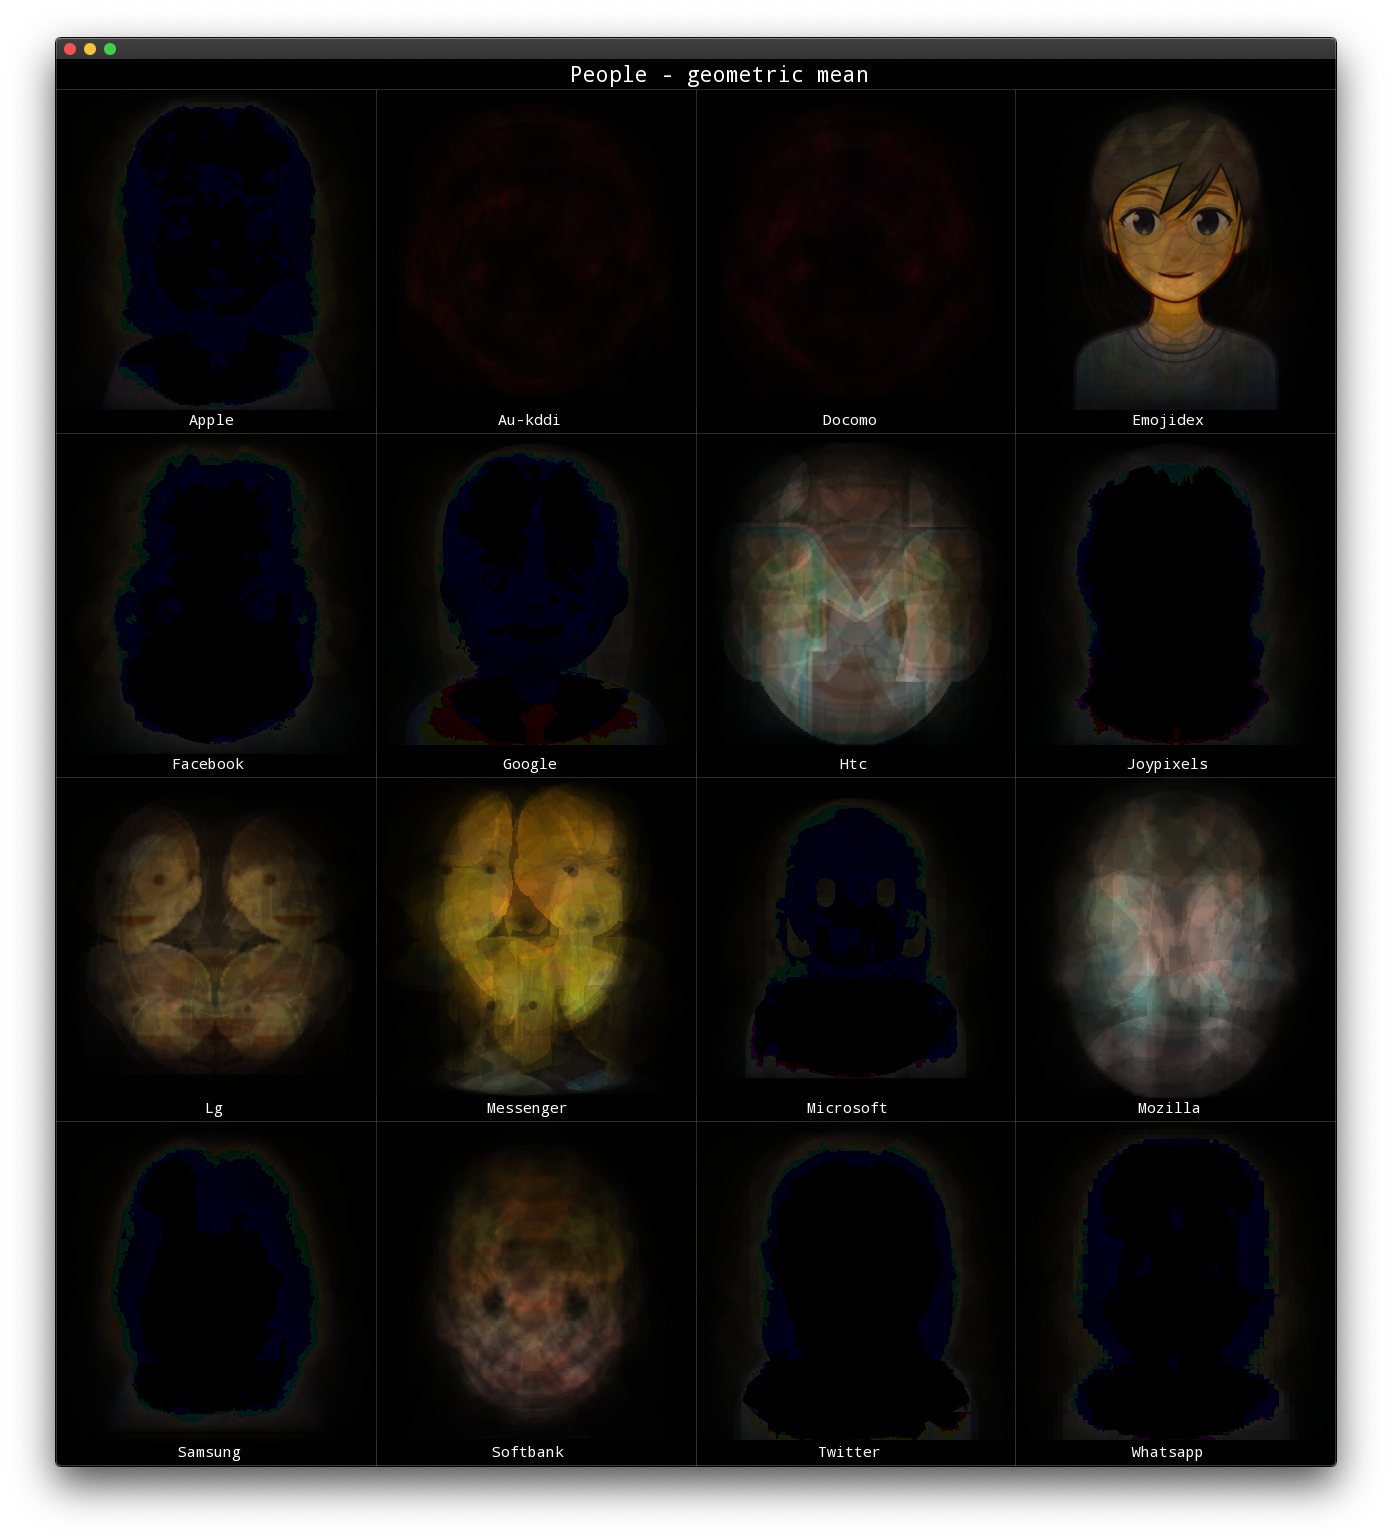 People - geometric mean
Apple
Au-kddi
Docomo
Emojidex
Facebook
Google
Htc
Joypixels
Lg
Messenger
Microsoft
Mozilla
Samsung
Softbank
Twitter
Whatsapp